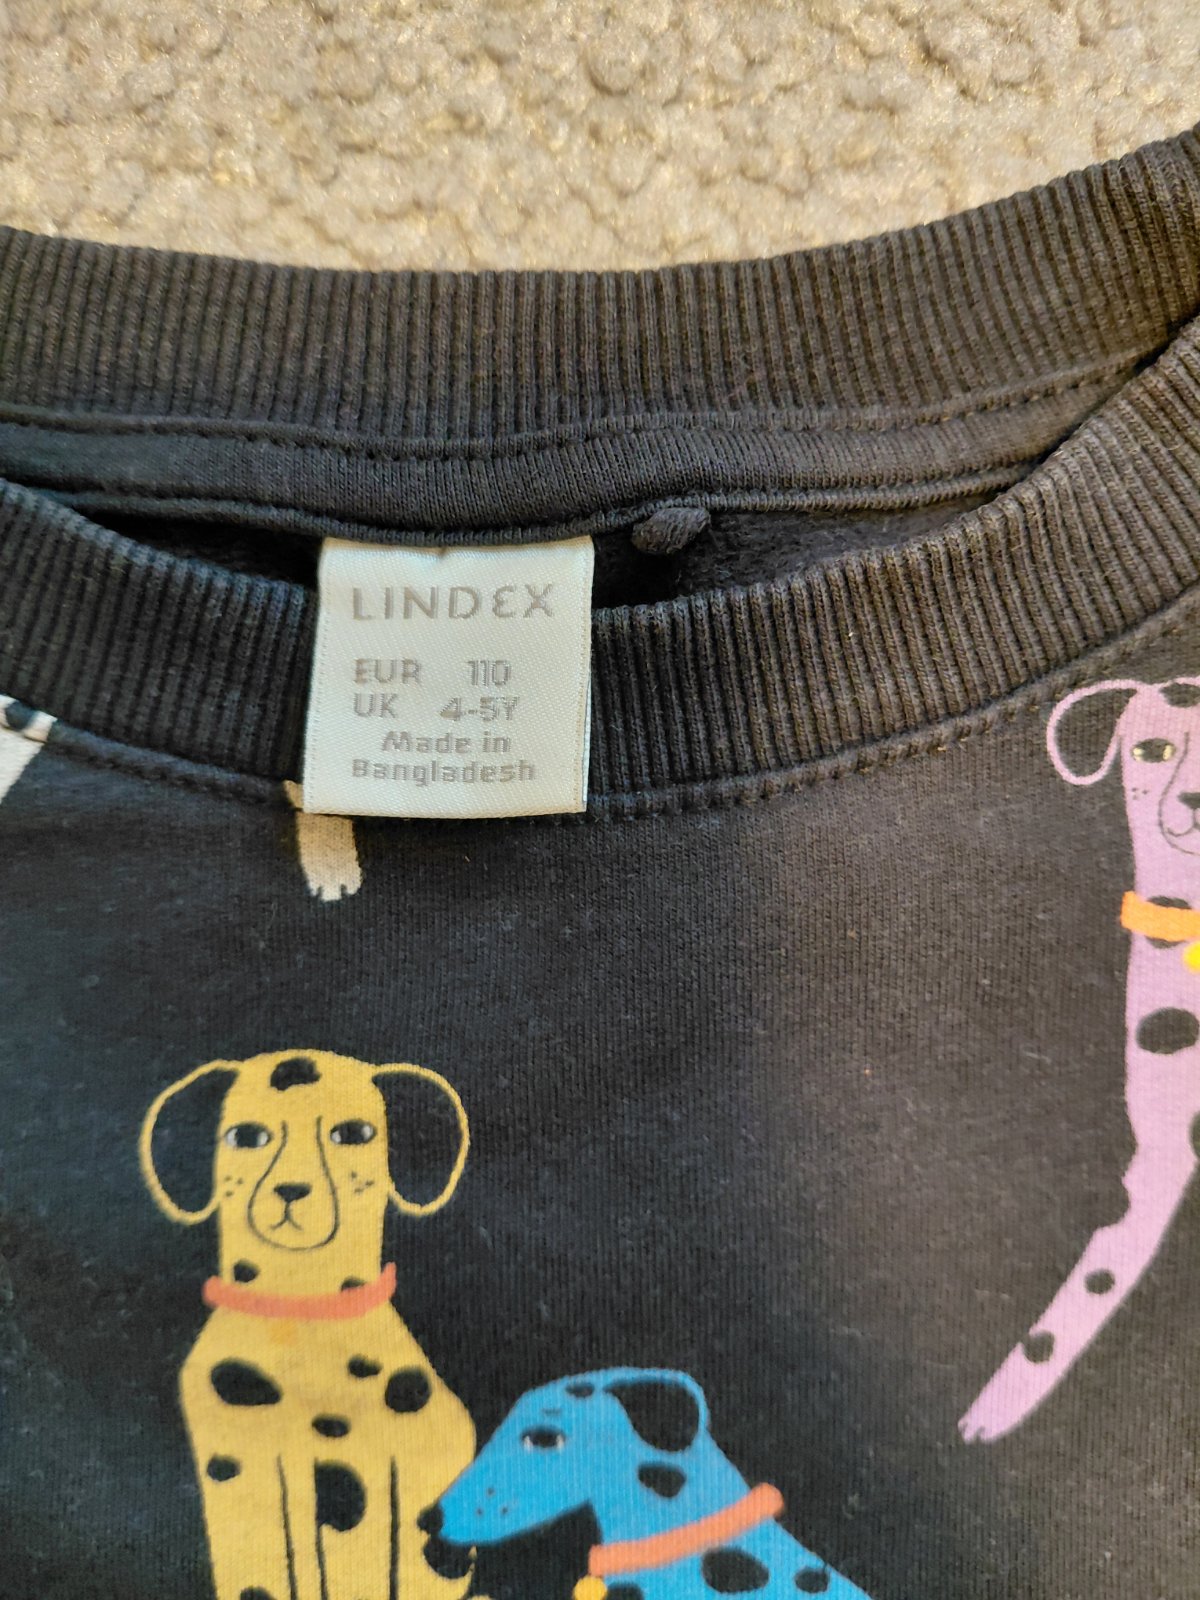 LINDEX
EUR 110
UK 4-5Y
Made in
Bangladesh